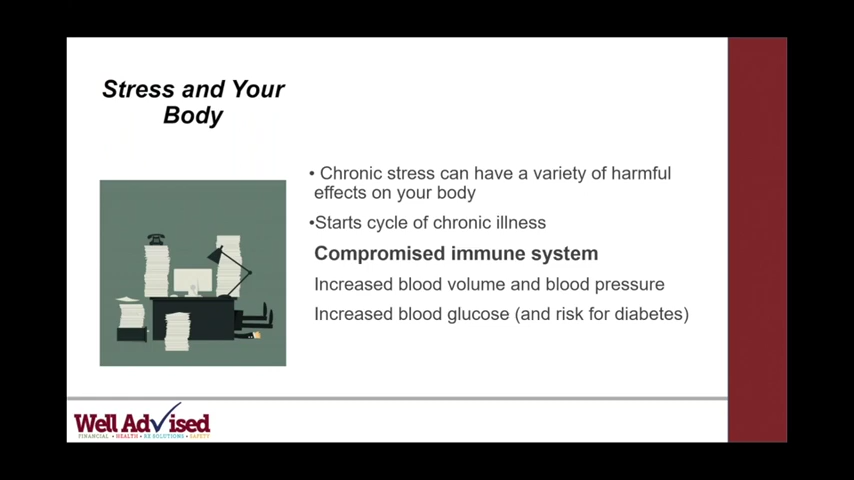 Stress and Your
Body
• Chronic stress can have a variety of harmful
effects on your body
•Starts cycle of chronic illness
Compromised immune system
Increased blood volume and blood pressure
Increased blood glucose (and risk for diabetes)
Well Advised
FINANCIAL • HEALTH • RE:SOLUTIONS • SAFETY